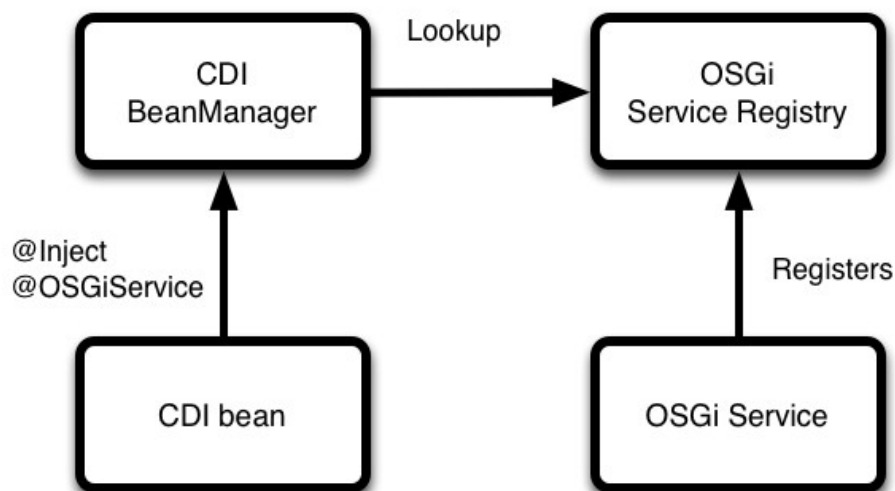 Lookup
CDI
BeanManager
OSGi
Service Registry
@Inject
@OSGiService
Registers
CDI bean
OSGi Service